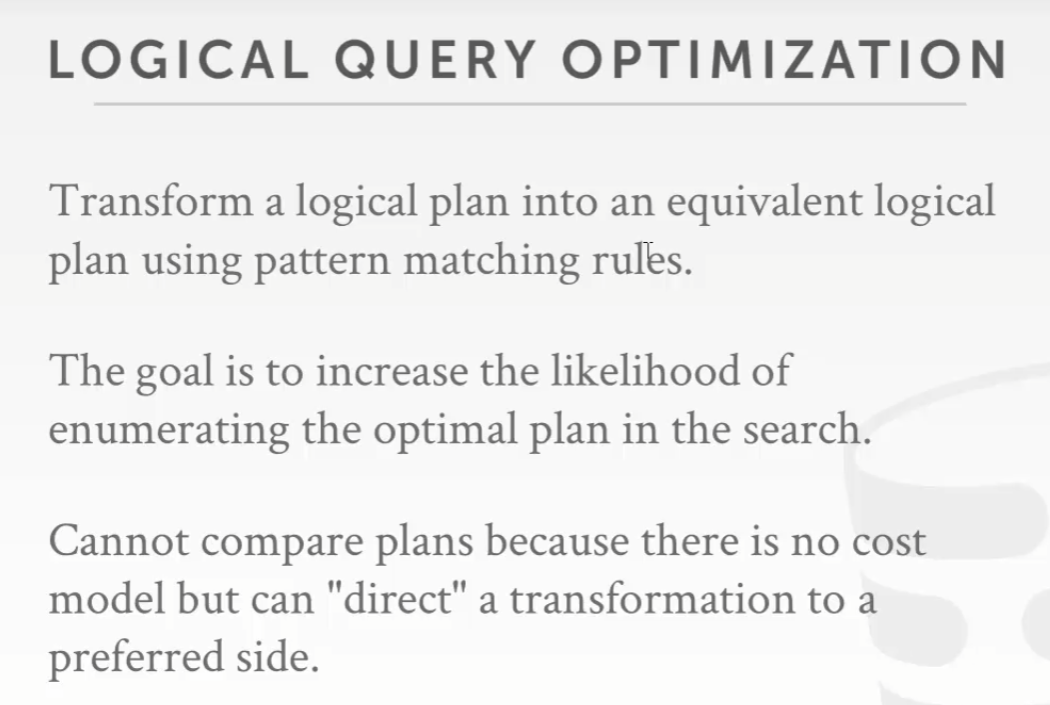 LOGICAL QUERY OPTIMIZATION
Transform a logical plan into an equivalent logical
plan using pattern matching rules.
The goal is to increase the likelihood of
enumerating the optimal plan in the search.
Cannot compare plans because there is no cost
model but can "direct" a transformation to a
preferred side.